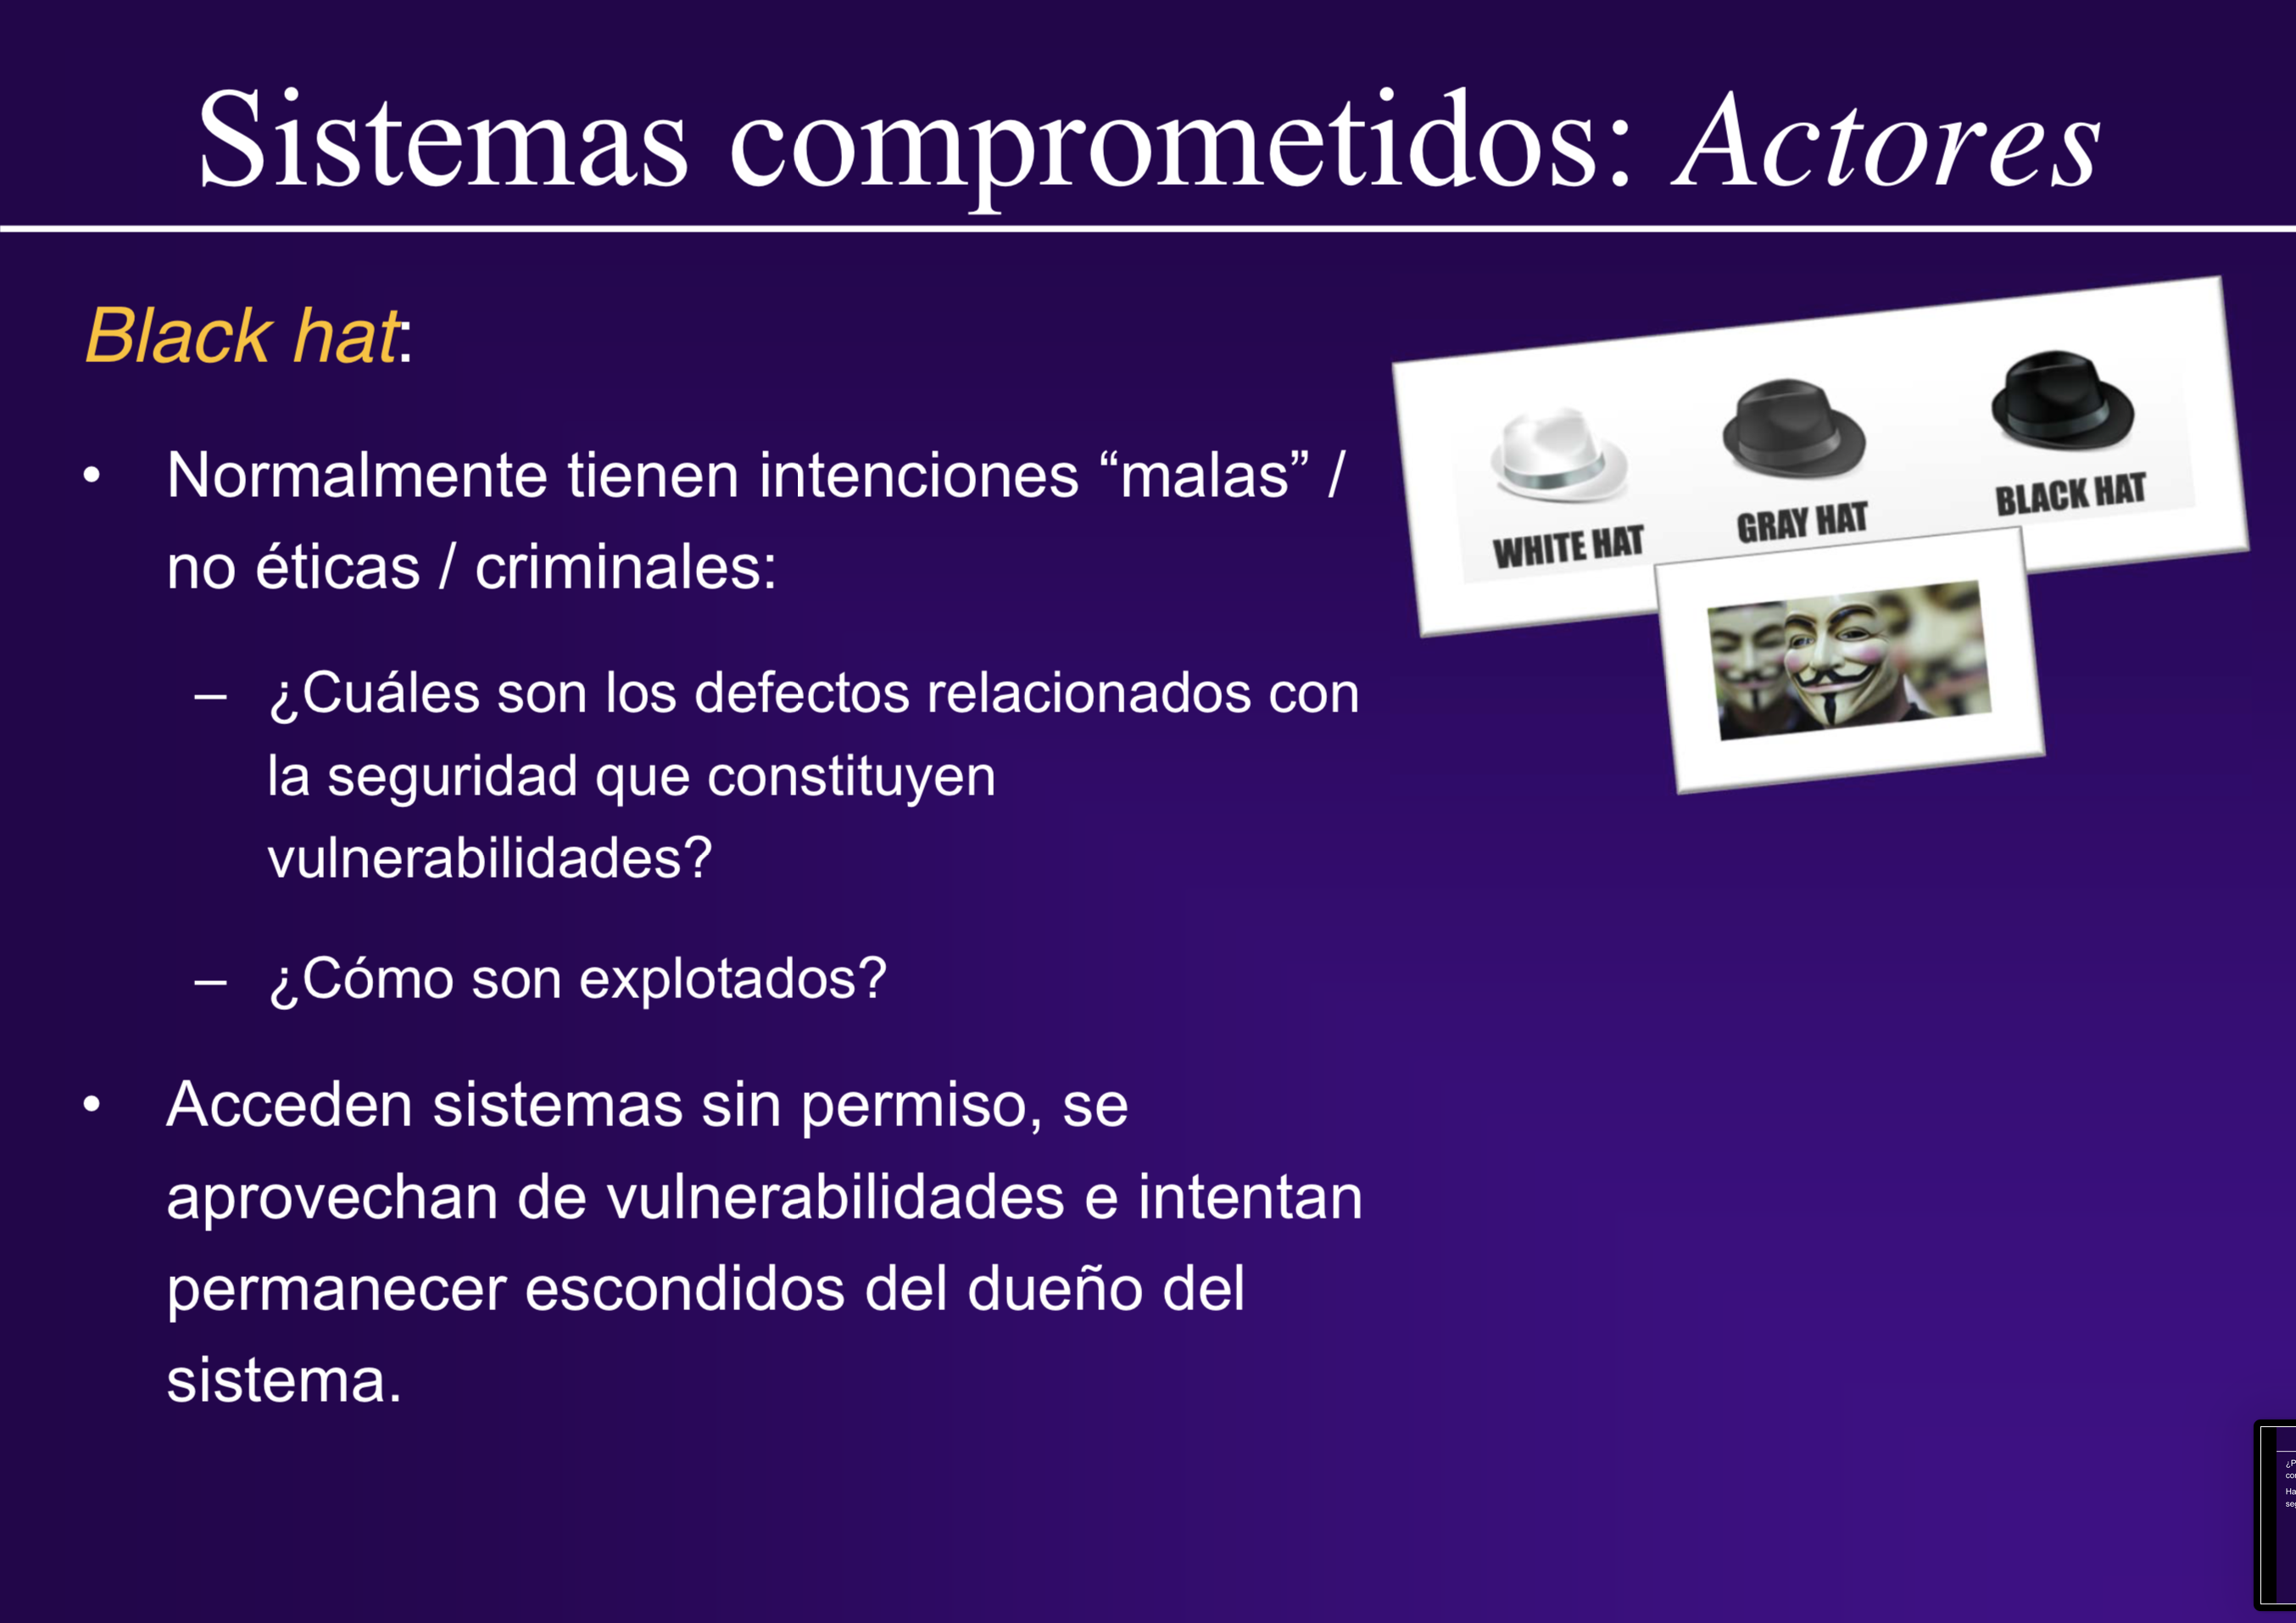 Sistemas comprometidos: Actores
Black hat:
• Normalmente tienen intenciones “malas” /
no éticas / criminales:
– ¿Cuáles son los defectos relacionados con
la seguridad que constituyen
vulnerabilidades?
– ¿Cómo son explotados?
• Acceden sistemas sin permiso, se
aprovechan de vulnerabilidades e intentan
permanecer escondidos del dueño del
sistema.
WHITE HAT
GRAY HAT
BLACK HAT